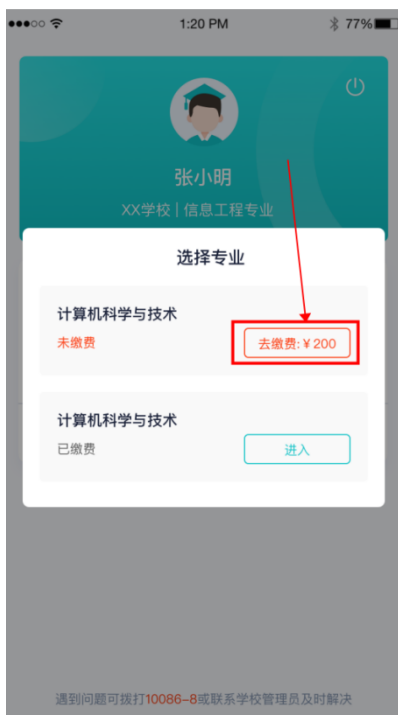 1:20 PM
77%
张小明
XX学校 | 信息工程专业
选择专业
计算机科学与技术
未缴费
去缴费:￥200
计算机科学与技术
已缴费
进入
遇到问题可拨打10086-8或联系学校管理员及时解决